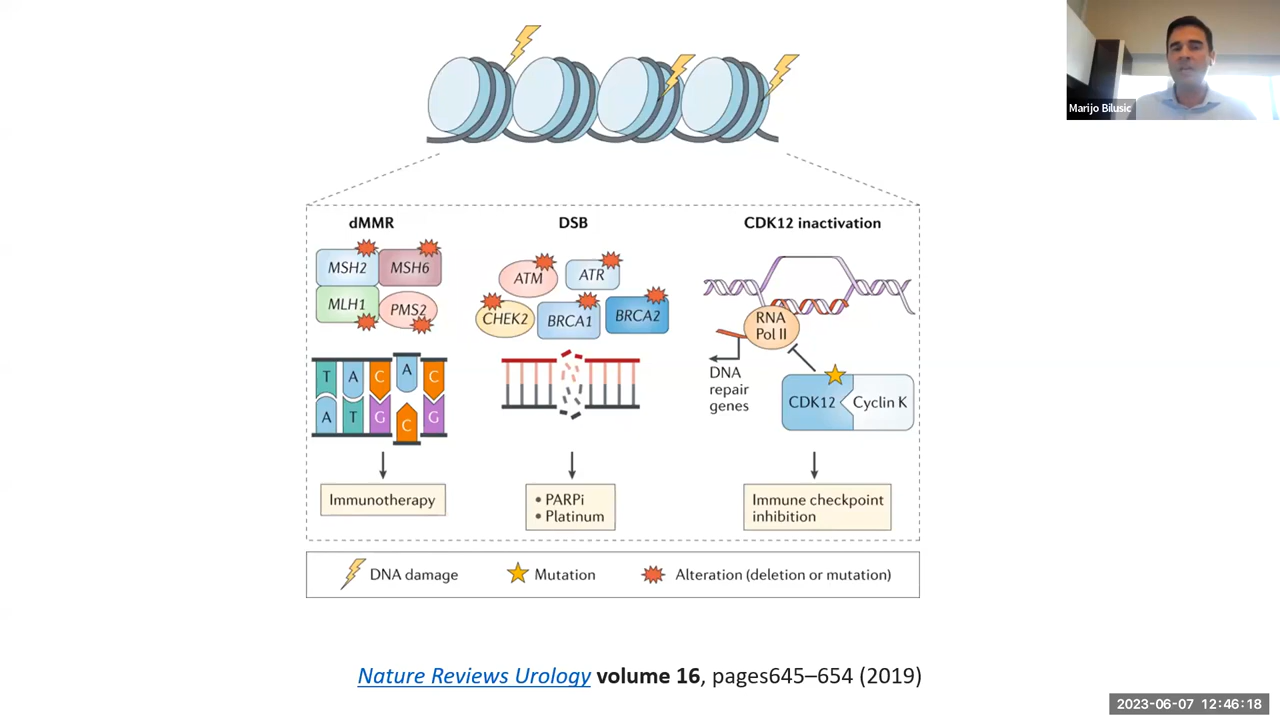 Marijo Bilusic
dMMR
DSB
CDK12 inactivation
MSH2
MSH6
MLH1
PMS2
ATM
ATR
CHEK2
BRCA1
BRCA2
RNA
Pol II
DNA
repair
genes
CDK12
Cyclin K
T A C A C
A T G C G
Immunotherapy
• PARPi
• Platinum
Immune checkpoint
inhibition
DNA damage
Mutation
Alteration (deletion or mutation)
Nature Reviews Urology volume 16, pages645–654 (2019)
2023-06-07 12:46:18